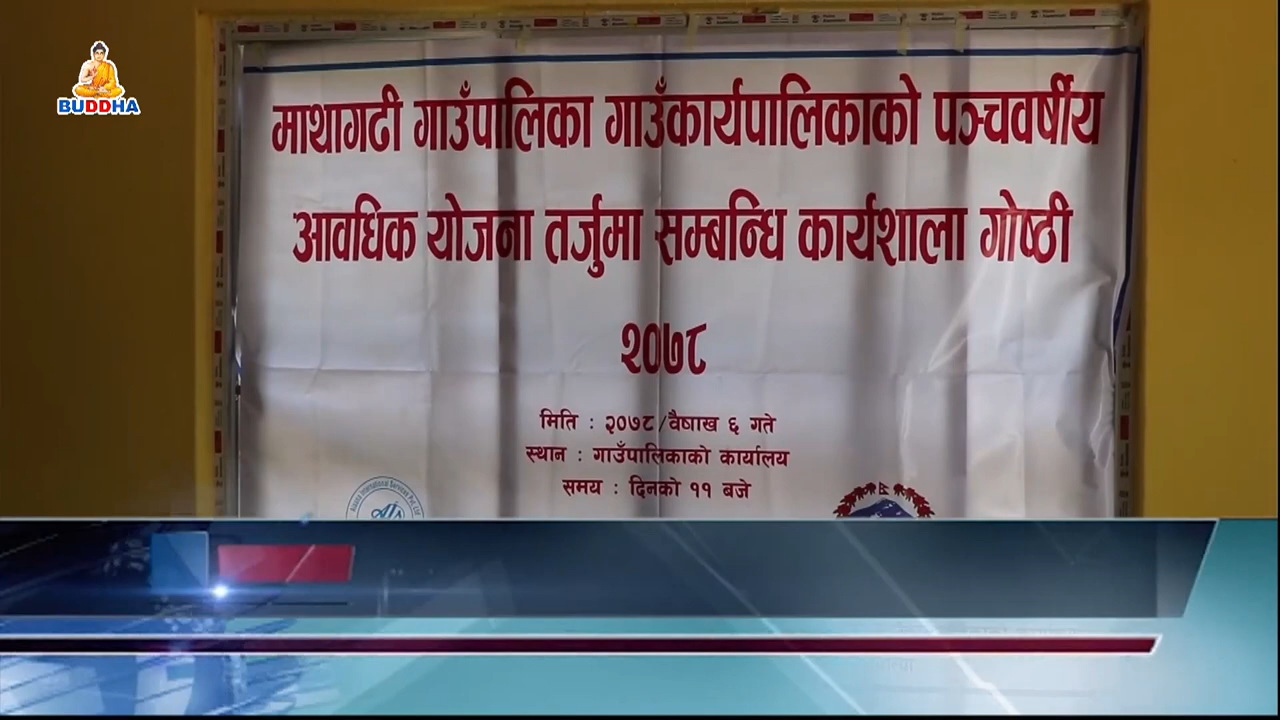 BUDDHA
माथागढी गाउँपालिका गाउँकार्यपालिकाको पञ्चवर्षीय
आवधिक योजना तर्जुमा सम्बन्धि कार्यशाला गोष्ठी
२०७८
मिति : २०७८/वैषाख ६ गते
स्थान : गाउँपालिकाको कार्यालय
समय : दिनको ११ बजे